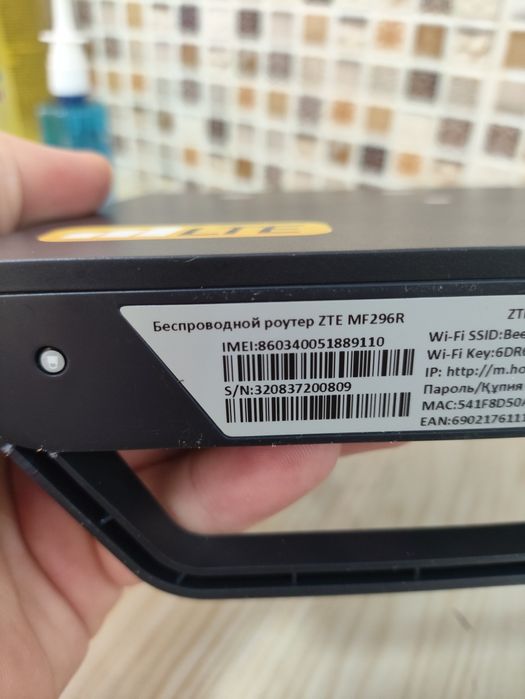 LTE
Беспроводной роутер ZTE MF296R
IMEI:860340051889110
S/N:320837200809
Wi-Fi SSID:Bee
Wi-Fi Key:6DR
IP: http://m.ho
Пароль/Құпия
MAC:541F8D50
EAN:6902176111